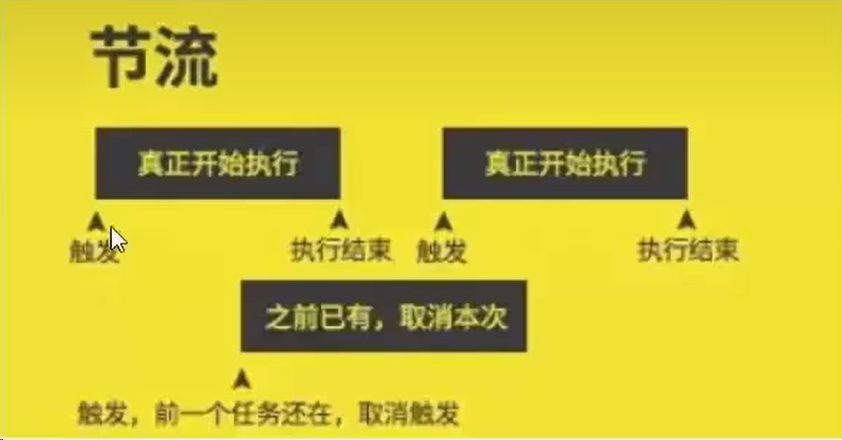 节流
真正开始执行
真正开始执行
触发
执行结束
触发
执行结束
之前已有，取消本次
触发，前一个任务还在，取消触发